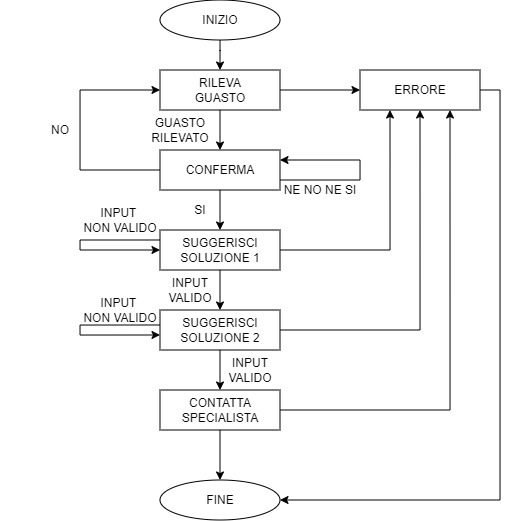 INIZIO
RILEVA
GUASTO
ERRORE
GUASTO
RILEVATO
NO
CONFERMA
NE NO NE SI
SI
INPUT
NON VALIDO
SUGGERISCI
SOLUZIONE 1
INPUT
VALIDO
INPUT
NON VALIDO
SUGGERISCI
SOLUZIONE 2
INPUT
VALIDO
CONTATTA
SPECIALISTA
FINE